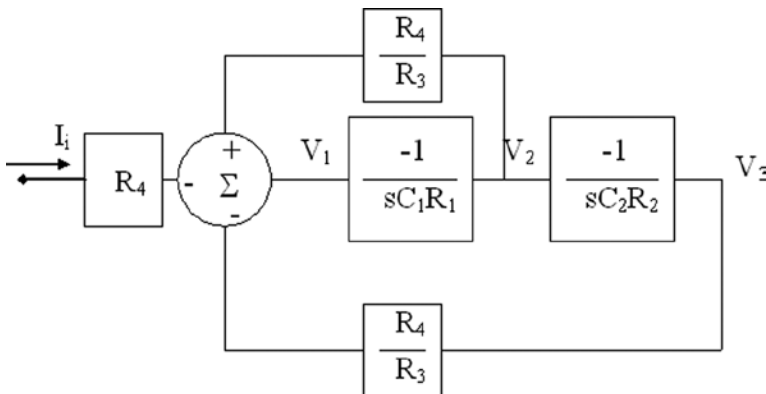 R₄
R₃
Iᵢ
R₄
+
-
Σ
-
V₁
-1
sC₁R₁
V₂
-1
sC₂R₂
V₃
R₄
R₃